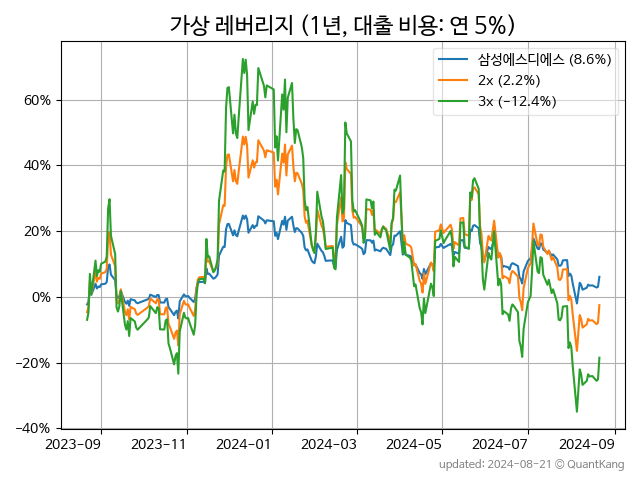 가상 레버리지 (1년, 대출 비용: 연 5%)
삼성에스디에스 (8.6%)
2x (2.2%)
3x (−12.4%)
60%
40%
20%
0%
−20%
−40%
2023-09
2023-11
2024-01
2024-03
2024-05
2024-07
2024-09
updated: 2024-08-21 © QuantKang